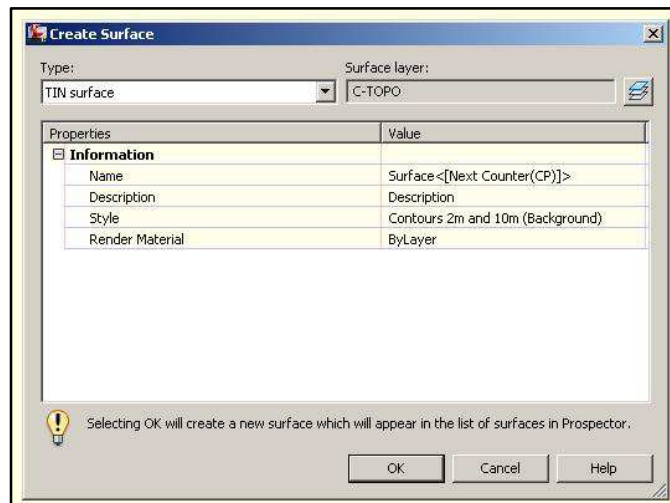 Create Surface
Type: Surface layer:
TIN surface C-TOPO
Properties Value
Information
Name Surface<[Next Counter(CP)]>
Description Description
Style Contours 2m and 10m (Background)
Render Material ByLayer
Selecting OK will create a new surface which will appear in the list of surfaces in Prospector.
OK Cancel Help